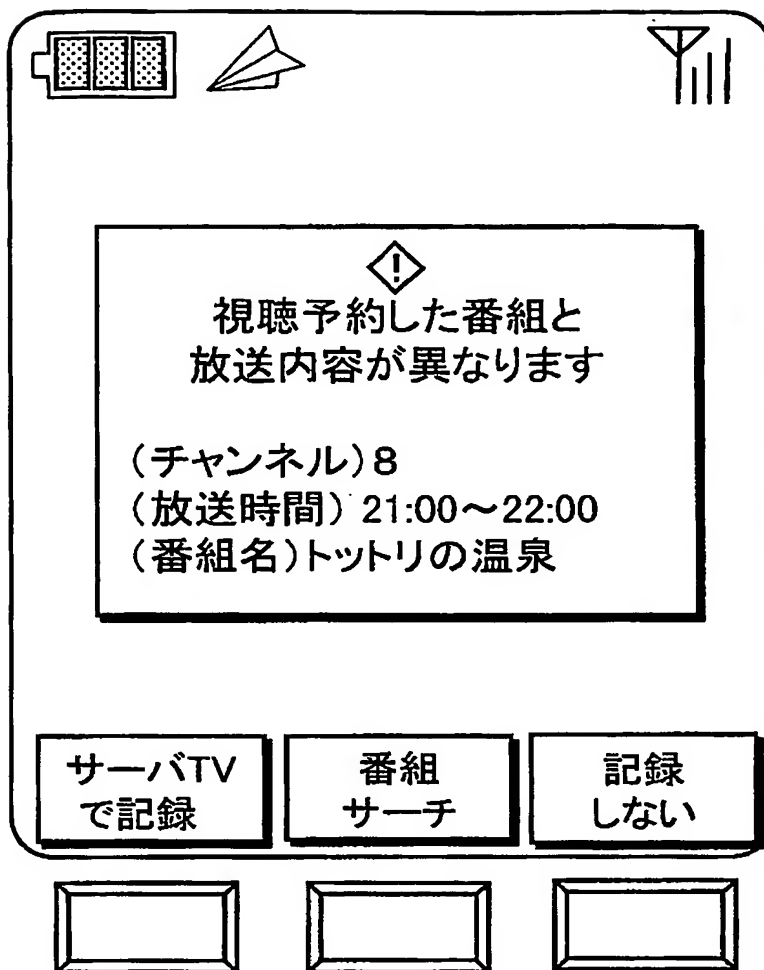 視聴予約した番組と
放送内容が異なります
（チャンネル）8
（放送時間）21:00～22:00
（番組名）トットリの温泉
サーバTV
で記録
番組
サーチ
記録
しない